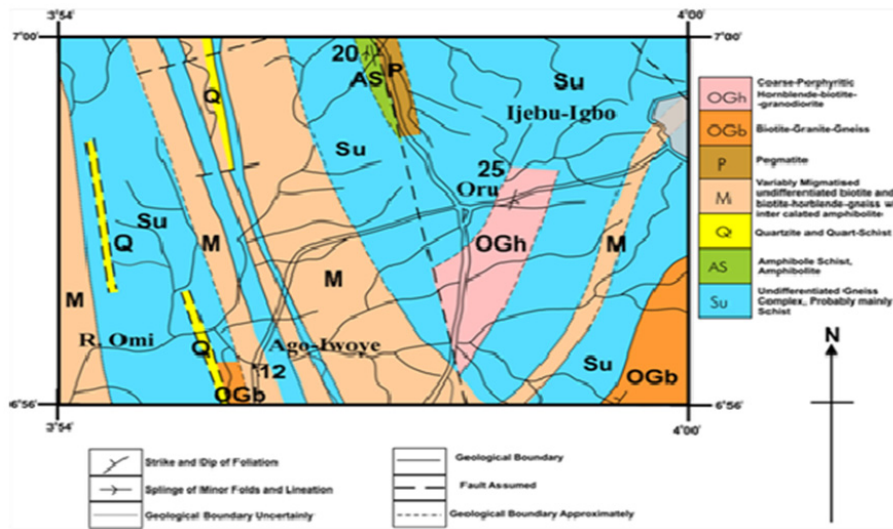 3°54'
4°00'
7°00'
7°00'
20
AS
P
Su
Ijebu-Igbo
Q
Su
25
Oru
Su
Q
M
OGh
M
M
M
R. Omi
Q
Ago-Iwoye
12
OGb
Su
OGb
6°56'
6°56'
3°54'
4°00'
OGh
Coarse-Porphyritic
Hornblende-biotite-
-granodiorite
OGb
Biotite-Granite-Gneiss
P
Pegmatite
M
Variably Migmatised
undifferentiated biotite and
biotite-horblende-gneiss w
inter calated amphibolite
Q
Quartzite and Quart-Schist
AS
Amphibole Schist,
Amphibolite
Su
Undifferentiated Gneiss
Complex, Probably mainly
Schist
N
Strike and Dip of Foliation
Splinge of Minor Folds and Lineation
Geological Boundary Uncertainly
Geological Boundary
Fault Assumed
Geological Boundary Approximately